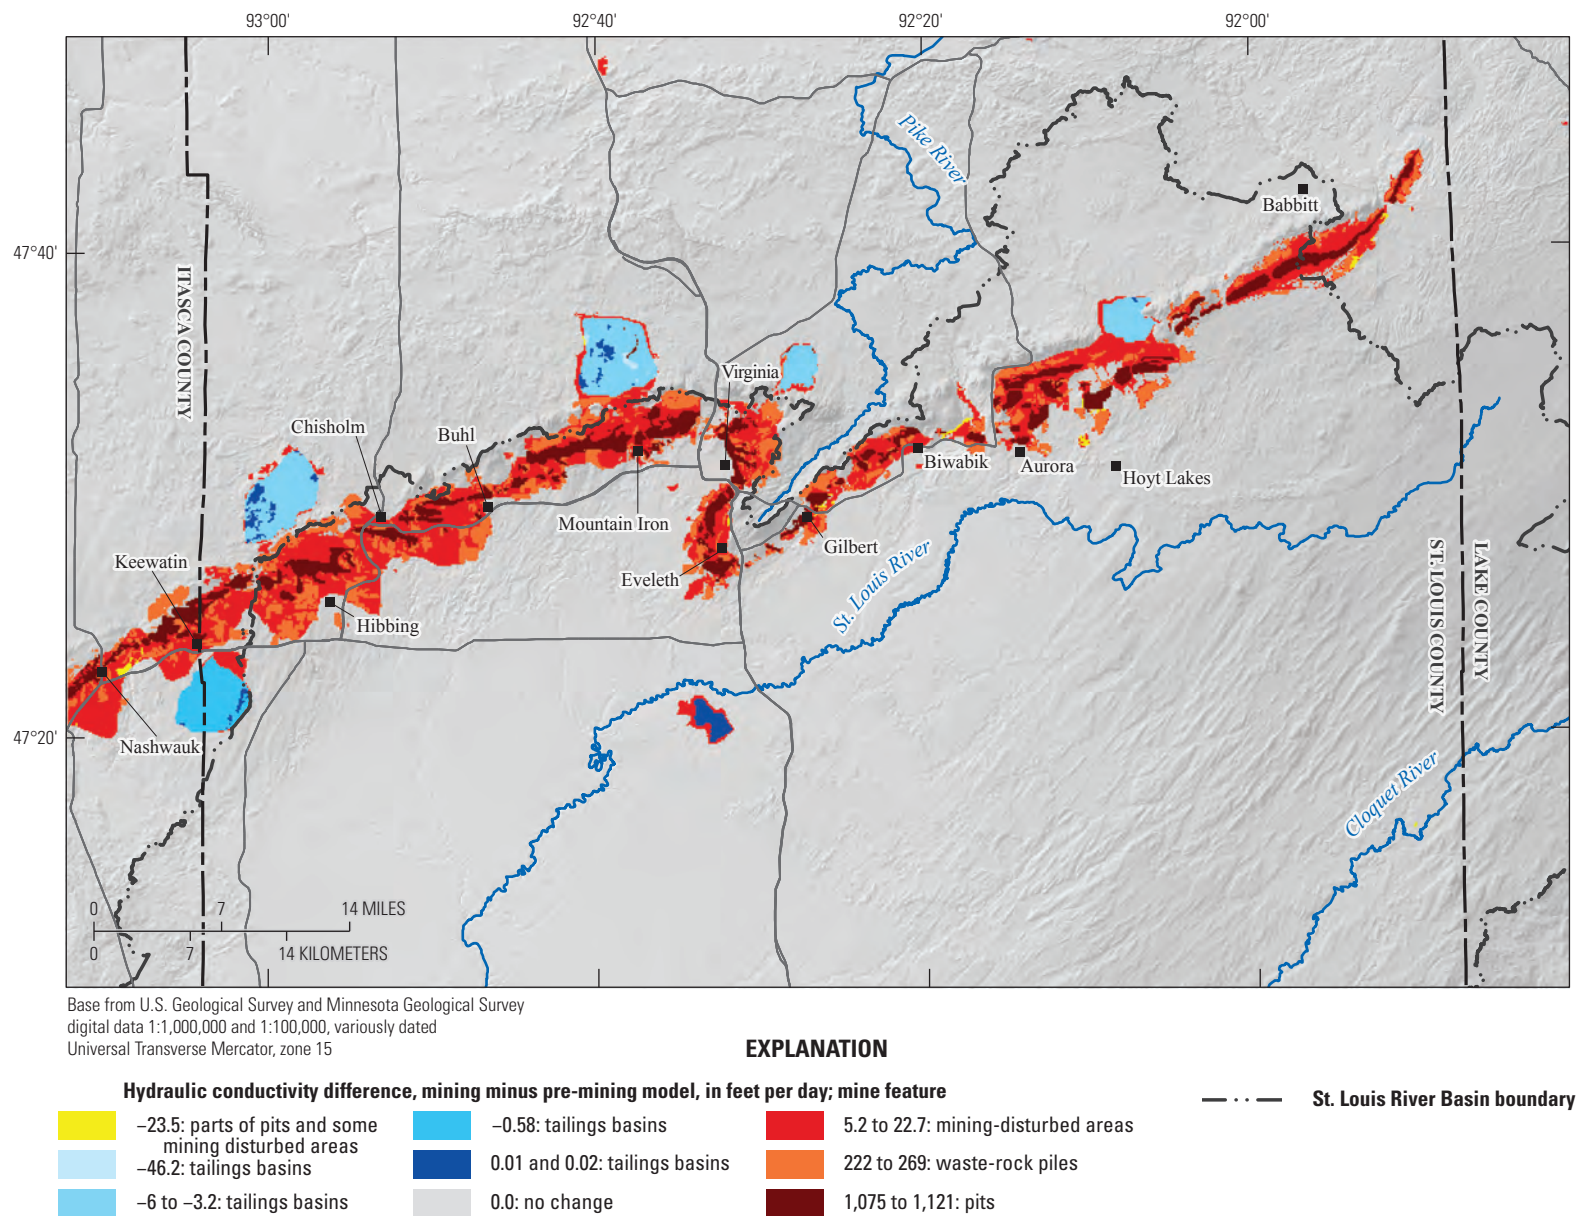 93°00'
92°40'
92°20'
92°00'
Pike River
Babbitt
47°40'
ITASCA COUNTY
Virginia
Chisholm
Buhl
Biwabik
Aurora
Hoyt Lakes
Mountain Iron
Gilbert
Keewatin
Eveleth
St. Louis River
ST. LOUIS COUNTY
LAKE COUNTY
Hibbing
47°20'
Nashwauk
Cloquet River
0 7 14 MILES
0 7 14 KILOMETERS
Base from U.S. Geological Survey and Minnesota Geological Survey
digital data 1:1,000,000 and 1:100,000, variously dated
Universal Transverse Mercator, zone 15
EXPLANATION
Hydraulic conductivity difference, mining minus pre-mining model, in feet per day; mine feature
−23.5: parts of pits and some
mining disturbed areas
−46.2: tailings basins
−6 to −3.2: tailings basins
−0.58: tailings basins
0.01 and 0.02: tailings basins
0.0: no change
5.2 to 22.7: mining-disturbed areas
222 to 269: waste-rock piles
1,075 to 1,121: pits
St. Louis River Basin boundary